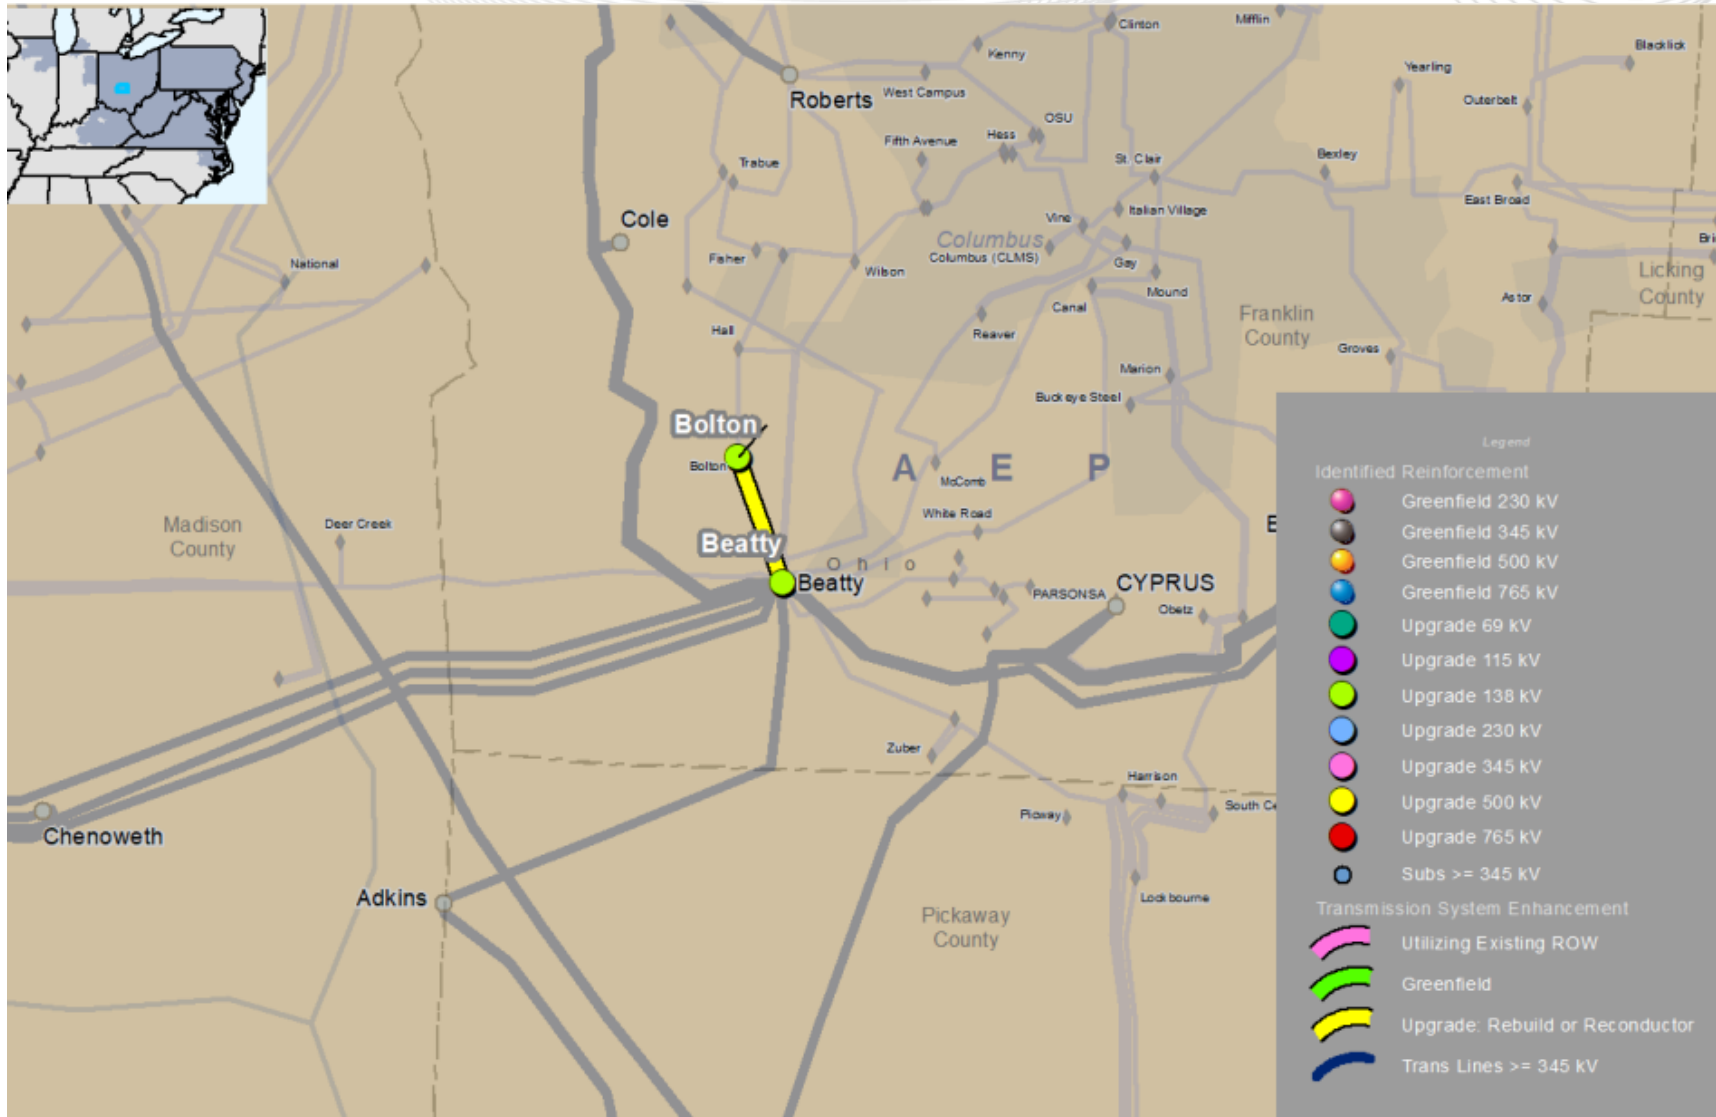 Clinton
Mifflin
Kenny
Blacklick
Yearling
Roberts
West Campus
Outerbelt
OSU
Hess
Fifth Avenue
St. Clair
Bexley
Trabue
East Broad
Cole
Vine
Italian Village
Columbus
Columbus (CLMS)
Bri
National
Fisher
Wilson
Gay
Licking
County
Mound
Astor
Canal
Franklin
County
Hall
Reaver
Groves
Marion
Buckeye Steel
Bolton
Bolton
A E P
McComb
White Road
Madison
County
Deer Creek
Beatty
Ohio
Beatty
PARSONSA
CYPRUS
Obetz
E
Zuber
Harrison
Picway
South Ce
Chenoweth
Adkins
Lockbourne
Pickaway
County
Legend
Identified Reinforcement
Greenfield 230 kV
Greenfield 345 kV
Greenfield 500 kV
Greenfield 765 kV
Upgrade 69 kV
Upgrade 115 kV
Upgrade 138 kV
Upgrade 230 kV
Upgrade 345 kV
Upgrade 500 kV
Upgrade 765 kV
Subs >= 345 kV
Transmission System Enhancement
Utilizing Existing ROW
Greenfield
Upgrade: Rebuild or Reconductor
Trans Lines >= 345 kV